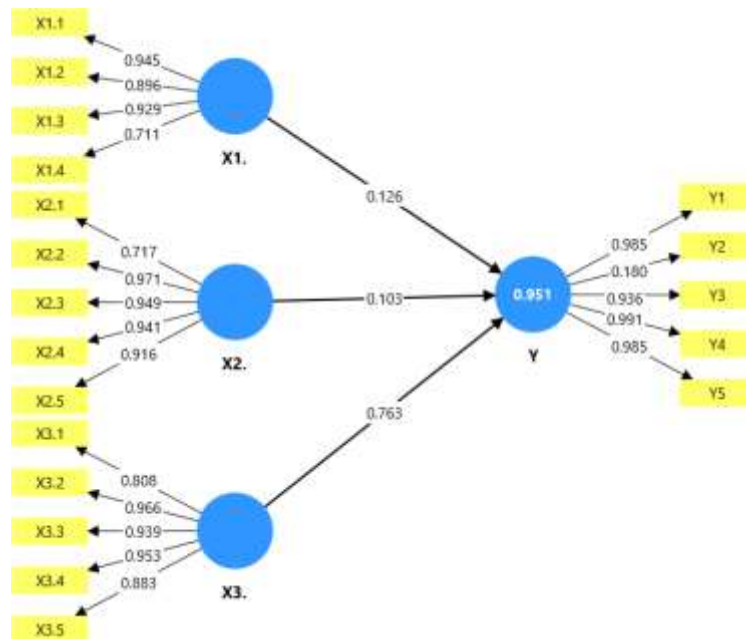 X1.1
X1.2
X1.3
X1.4
0.945
0.896
0.929
0.711
X1.
X2.1
X2.2
X2.3
X2.4
X2.5
0.717
0.971
0.949
0.941
0.916
X2.
X3.1
X3.2
X3.3
X3.4
X3.5
0.808
0.966
0.939
0.953
0.883
X3.
0.126
0.103
0.763
0.951
Y
0.985
0.180
0.936
0.991
0.985
Y1
Y2
Y3
Y4
Y5